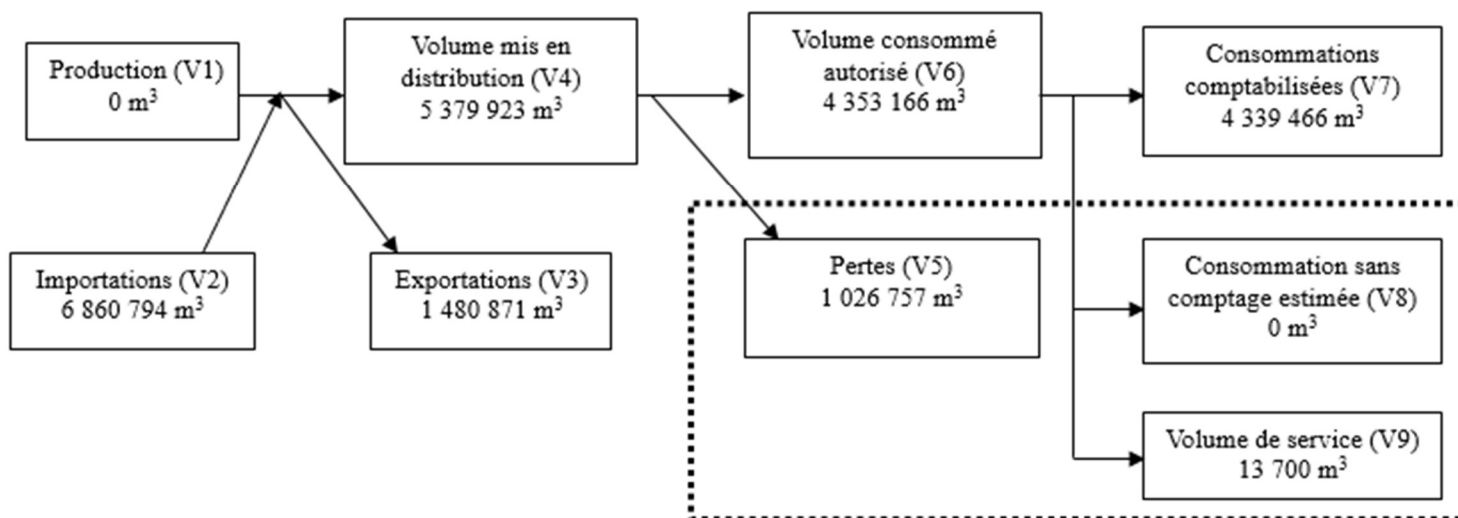 Production (V1)
0 m³
Volume mis en
distribution (V4)
5 379 923 m³
Volume consommé
autorisé (V6)
4 353 166 m³
Consommations
comptabilisées (V7)
4 339 466 m³
Importations (V2)
6 860 794 m³
Exportations (V3)
1 480 871 m³
Pertes (V5)
1 026 757 m³
Consommation sans
comptage estimée (V8)
0 m³
Volume de service (V9)
13 700 m³